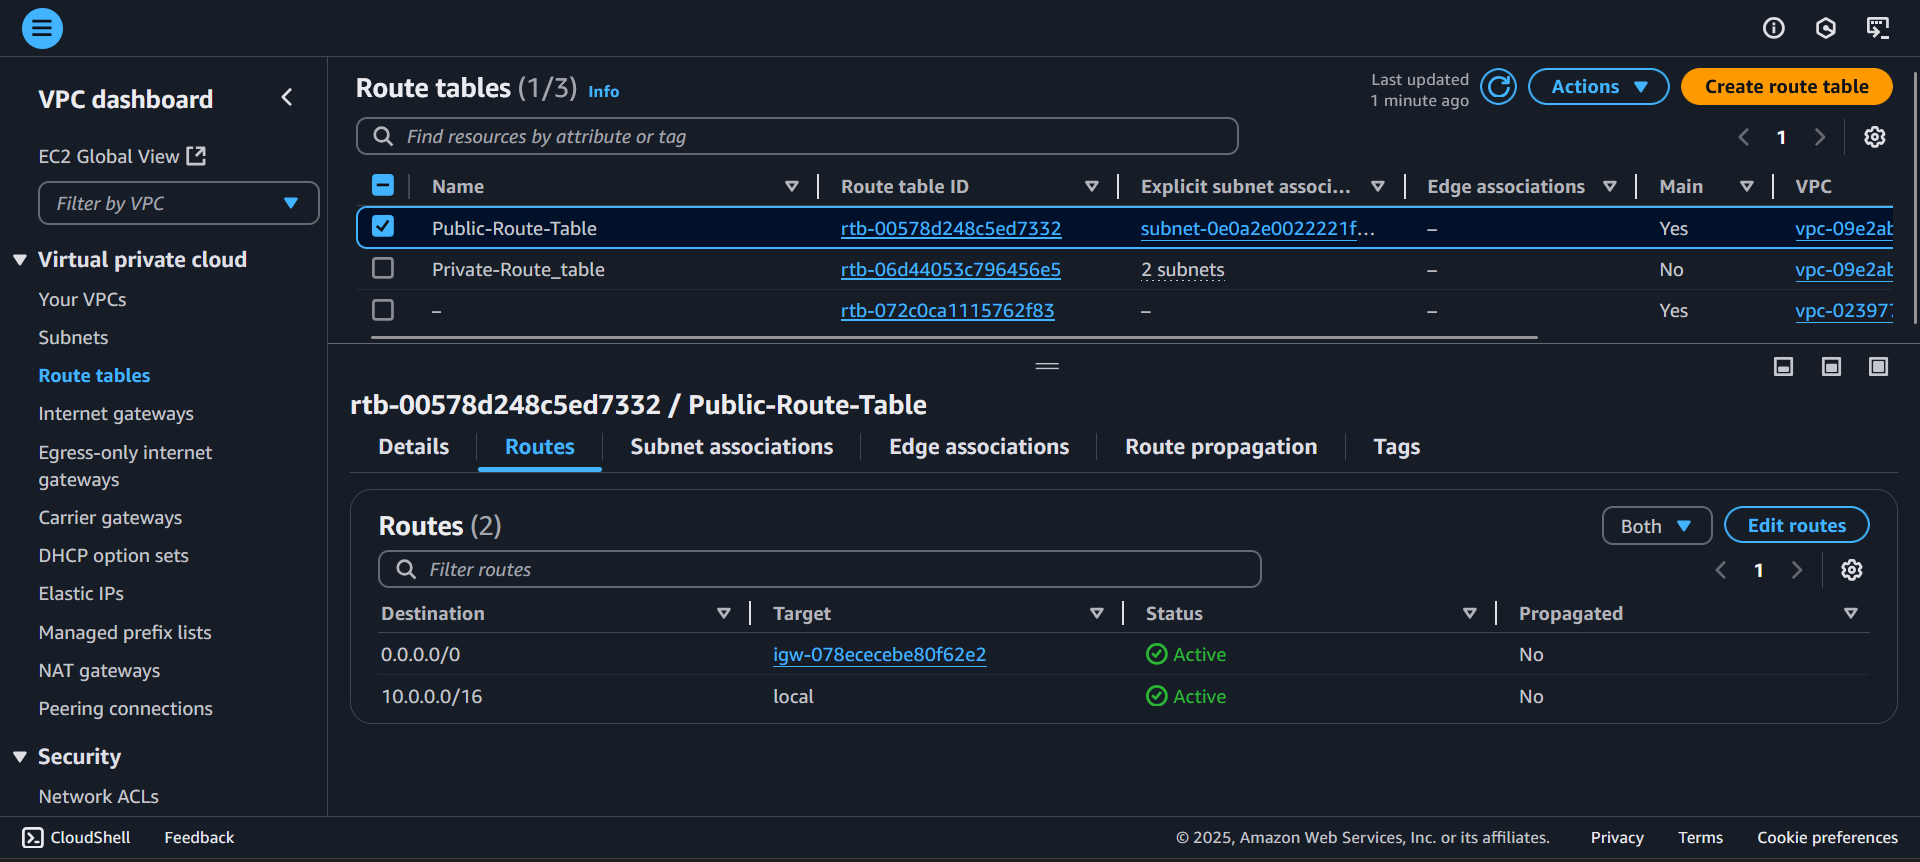 VPC dashboard
EC2 Global View
Filter by VPC
Virtual private cloud
Your VPCs
Subnets
Route tables
Internet gateways
Egress-only internet
gateways
Carrier gateways
DHCP option sets
Elastic IPs
Managed prefix lists
NAT gateways
Peering connections
Security
Network ACLs
Route tables (1/3) Info
Last updated
1 minute ago
Actions
Create route table
Find resources by attribute or tag
1
Name Route table ID Explicit subnet associ... Edge associations Main VPC
Public-Route-Table rtb-00578d248c5ed7332 subnet-0e0a2e0022221f... – Yes vpc-09e2ab
Private-Route_table rtb-06d44053c796456e5 2 subnets – No vpc-09e2ab
– rtb-072c0ca1115762f83 – – Yes vpc-023977
rtb-00578d248c5ed7332 / Public-Route-Table
Details Routes Subnet associations Edge associations Route propagation Tags
Routes (2)
Both
Edit routes
Filter routes
1
Destination Target Status Propagated
0.0.0.0/0 igw-078ececebe80f62e2 Active No
10.0.0.0/16 local Active No
CloudShell Feedback © 2025, Amazon Web Services, Inc. or its affiliates. Privacy Terms Cookie preferences